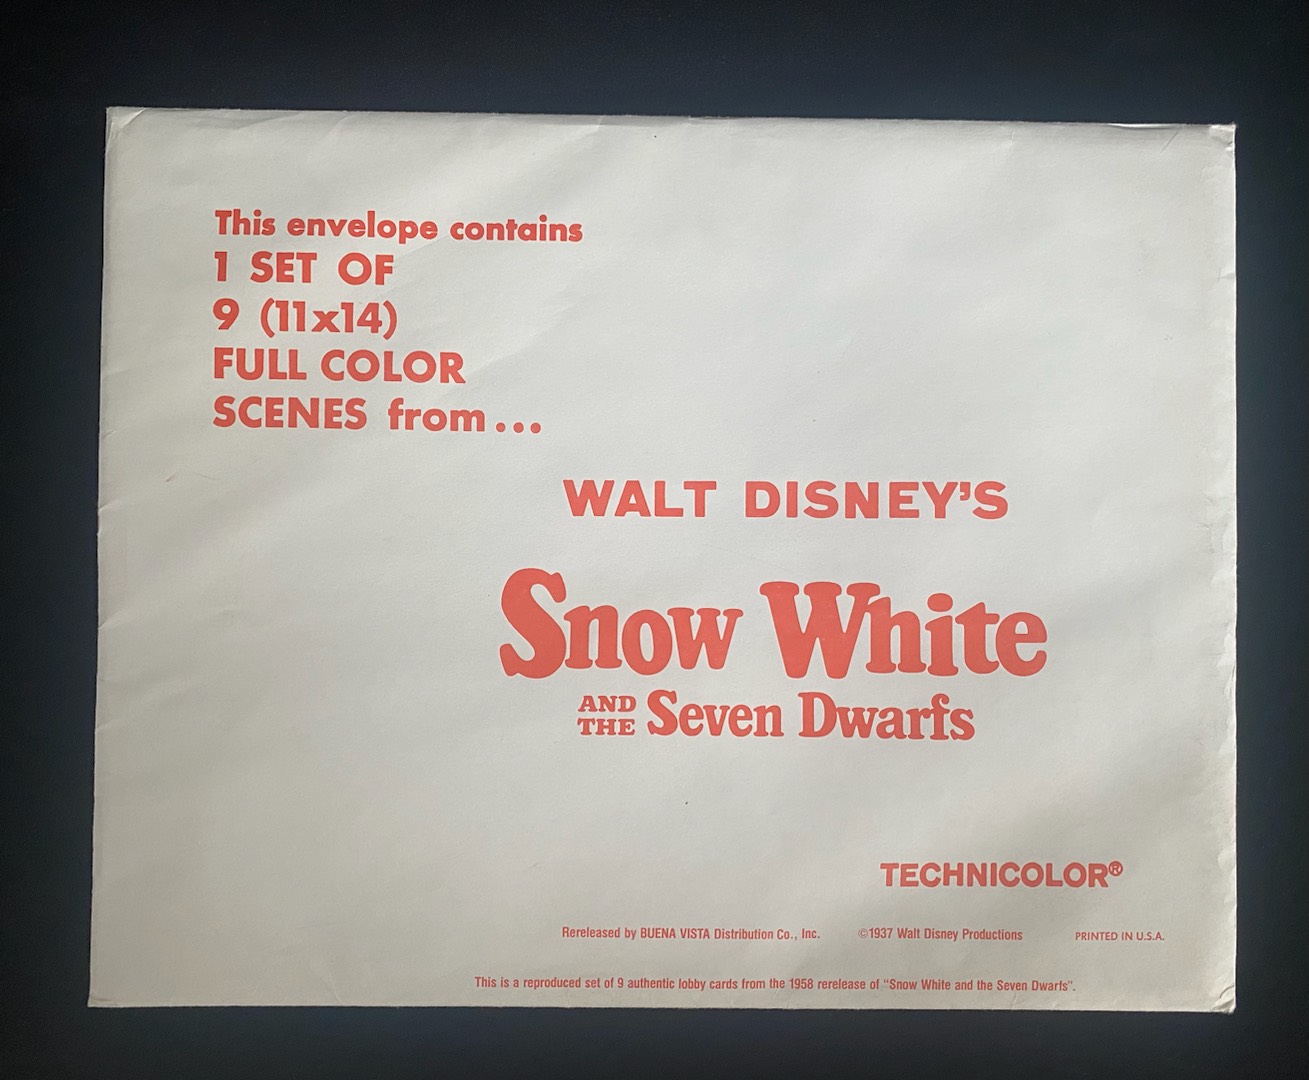 This envelope contains
1 SET OF
9 (11x14)
FULL COLOR
SCENES from...
WALT DISNEY'S
Snow White
AND THE Seven Dwarfs
TECHNICOLOR®
Rereleased by BUENA VISTA Distribution Co., Inc. ©1937 Walt Disney Productions PRINTED IN U.S.A.
This is a reproduced set of 9 authentic lobby cards from the 1958 rerelease of "Snow White and the Seven Dwarfs".